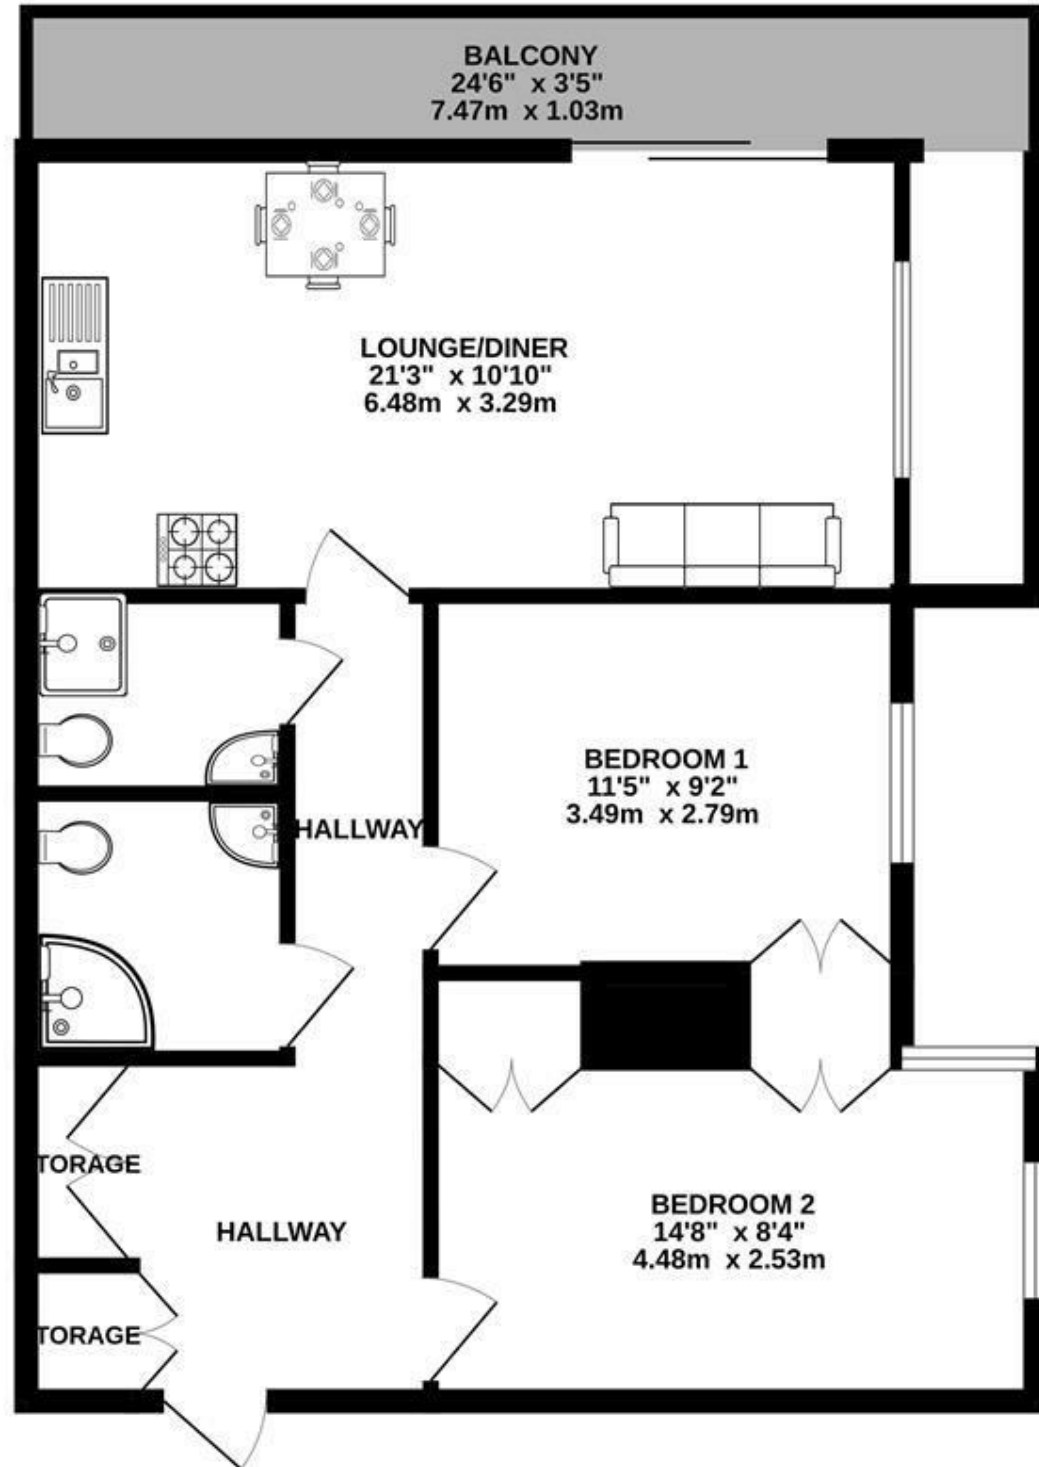 BALCONY
24'6" x 3'5"
7.47m x 1.03m
LOUNGE/DINER
21'3" x 10'10"
6.48m x 3.29m
BEDROOM 1
11'5" x 9'2"
3.49m x 2.79m
HALLWAY
TORAGE
HALLWAY
BEDROOM 2
14'8" x 8'4"
4.48m x 2.53m
TORAGE